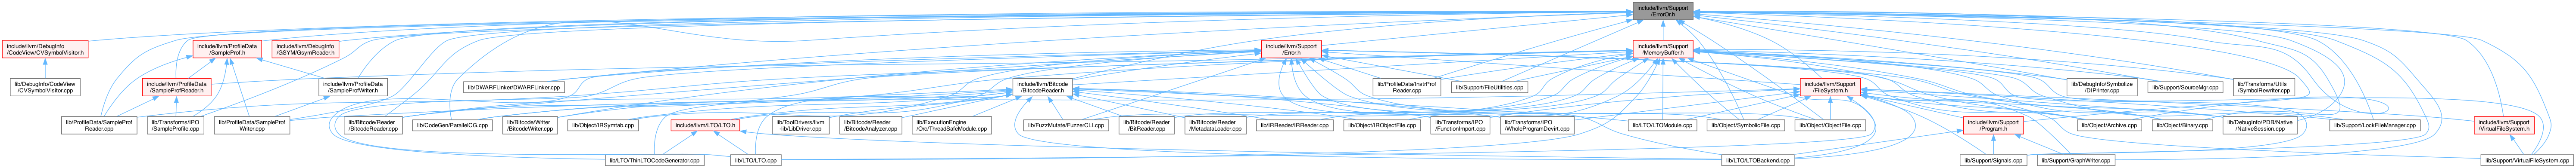 include/llvm/Support
/ErrorOr.h
include/llvm/DebugInfo
/CodeView/CVSymbolVisitor.h
include/llvm/ProfileData
/SampleProf.h
include/llvm/DebugInfo
/GSYM/GsymReader.h
include/llvm/Support
/Error.h
include/llvm/Support
/MemoryBuffer.h
lib/DebugInfo/CodeView
/CVSymbolVisitor.cpp
include/llvm/ProfileData
/SampleProfReader.h
include/llvm/ProfileData
/SampleProfWriter.h
lib/DWARFLinker/DWARFLinker.cpp
include/llvm/Bitcode
/BitcodeReader.h
lib/ProfileData/InstrProf
Reader.cpp
lib/Support/FileUtilities.cpp
include/llvm/Support
/FileSystem.h
lib/DebugInfo/Symbolize
/DIPrinter.cpp
lib/Support/SourceMgr.cpp
lib/Transforms/Utils
/SymbolRewriter.cpp
lib/ProfileData/SampleProf
Reader.cpp
lib/Transforms/IPO
/SampleProfile.cpp
lib/ProfileData/SampleProf
Writer.cpp
lib/Bitcode/Reader
/BitcodeReader.cpp
lib/CodeGen/ParallelCG.cpp
lib/Bitcode/Writer
/BitcodeWriter.cpp
lib/Object/IRSymtab.cpp
include/llvm/LTO/LTO.h
lib/ToolDrivers/llvm
-lib/LibDriver.cpp
lib/Bitcode/Reader
/BitcodeAnalyzer.cpp
lib/ExecutionEngine
/Orc/ThreadSafeModule.cpp
lib/FuzzMutate/FuzzerCLI.cpp
lib/Bitcode/Reader
/BitReader.cpp
lib/Bitcode/Reader
/MetadataLoader.cpp
lib/IRReader/IRReader.cpp
lib/Object/IRObjectFile.cpp
lib/Transforms/IPO
/FunctionImport.cpp
lib/Transforms/IPO
/WholeProgramDevirt.cpp
lib/LTO/LTOModule.cpp
lib/Object/SymbolicFile.cpp
lib/Object/ObjectFile.cpp
include/llvm/Support
/Program.h
lib/Object/Archive.cpp
lib/Object/Binary.cpp
lib/DebugInfo/PDB/Native
/NativeSession.cpp
lib/Support/LockFileManager.cpp
include/llvm/Support
/VirtualFileSystem.h
lib/LTO/ThinLTOCodeGenerator.cpp
lib/LTO/LTO.cpp
lib/LTO/LTOBackend.cpp
lib/Support/Signals.cpp
lib/Support/GraphWriter.cpp
lib/Support/VirtualFileSystem.cpp